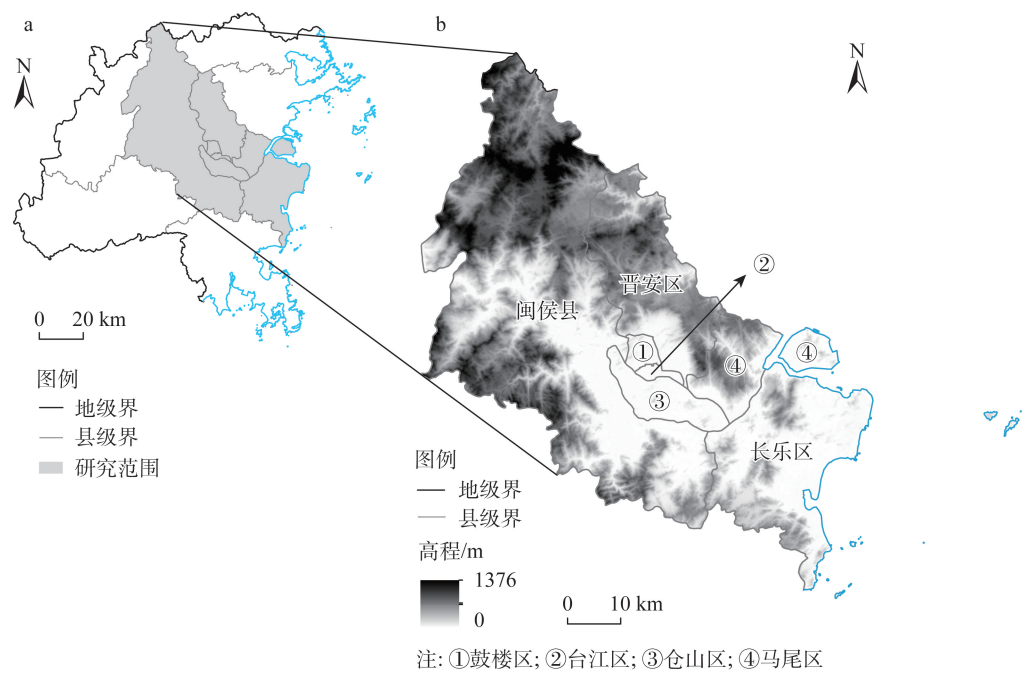 a
N
0 20 km
图例
地级界
县级界
研究范围
b
N
②
晋安区
闽侯县
①
④
④
③
长乐区
图例
地级界
县级界
高程/m
1376
0
0 10 km
注: ①鼓楼区; ②台江区; ③仓山区; ④马尾区